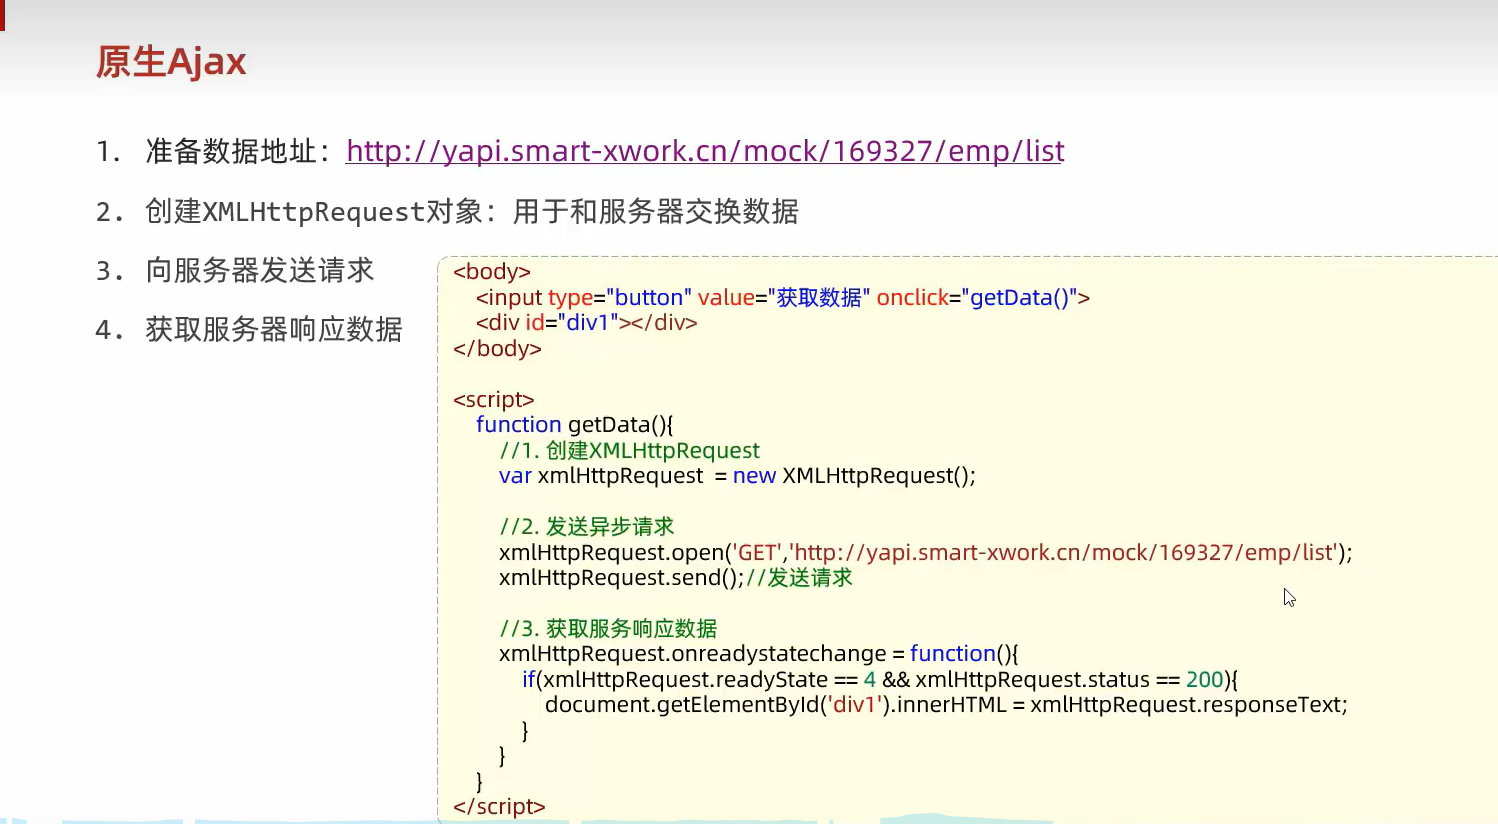 原生Ajax
1. 准备数据地址：http://yapi.smart-xwork.cn/mock/169327/emp/list
2. 创建XMLHttpRequest对象：用于和服务器交换数据
3. 向服务器发送请求
4. 获取服务器响应数据
<body>
<input type="button" value="获取数据" onclick="getData()">
<div id="div1"></div>
</body>
<script>
function getData(){
//1. 创建XMLHttpRequest
var xmlHttpRequest = new XMLHttpRequest();
//2. 发送异步请求
xmlHttpRequest.open('GET','http://yapi.smart-xwork.cn/mock/169327/emp/list');
xmlHttpRequest.send();//发送请求
//3. 获取服务响应数据
xmlHttpRequest.onreadystatechange = function(){
if(xmlHttpRequest.readyState == 4 && xmlHttpRequest.status == 200){
document.getElementById('div1').innerHTML = xmlHttpRequest.responseText;
}
}
}
</script>